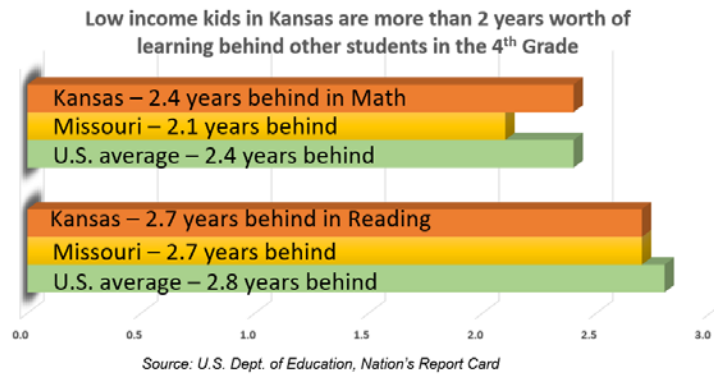 Low income kids in Kansas are more than 2 years worth of
learning behind other students in the 4th Grade
Kansas – 2.4 years behind in Math
Missouri – 2.1 years behind
U.S. average – 2.4 years behind
Kansas – 2.7 years behind in Reading
Missouri – 2.7 years behind
U.S. average – 2.8 years behind
0.0 0.5 1.0 1.5 2.0 2.5 3.0
Source: U.S. Dept. of Education, Nation's Report Card